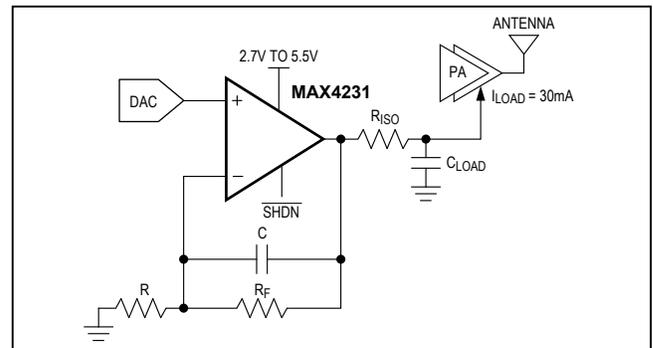 ANTENNA
2.7V TO 5.5V
MAX4231
PA
DAC
+
ILOAD = 30mA
RISO
CLOAD
−
SHDN
C
R
RF